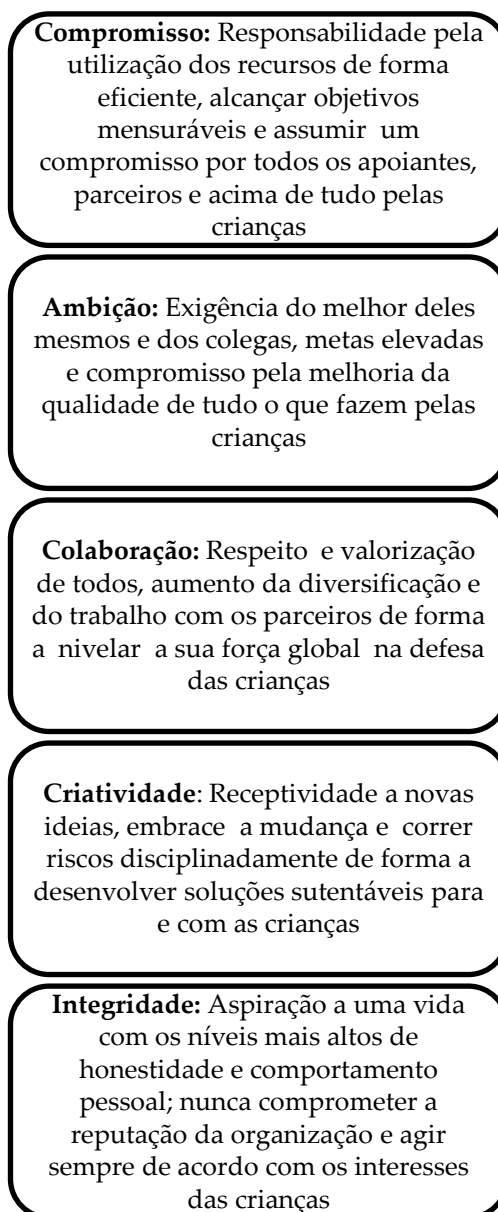 Compromisso: Responsabilidade pela
utilização dos recursos de forma
eficiente, alcançar objetivos
mensuráveis e assumir um
compromisso por todos os apoiantes,
parceiros e acima de tudo pelas
crianças
Ambição: Exigência do melhor deles
mesmos e dos colegas, metas elevadas
e compromisso pela melhoria da
qualidade de tudo o que fazem pelas
crianças
Colaboração: Respeito e valorização
de todos, aumento da diversificação e
do trabalho com os parceiros de forma
a nivelar a sua força global na defesa
das crianças
Criatividade: Receptividade a novas
ideias, embrace a mudança e correr
riscos disciplinadamente de forma a
desenvolver soluções sutentáveis para
e com as crianças
Integridade: Aspiração a uma vida
com os níveis mais altos de
honestidade e comportamento
pessoal; nunca comprometer a
reputação da organização e agir
sempre de acordo com os interesses
das crianças